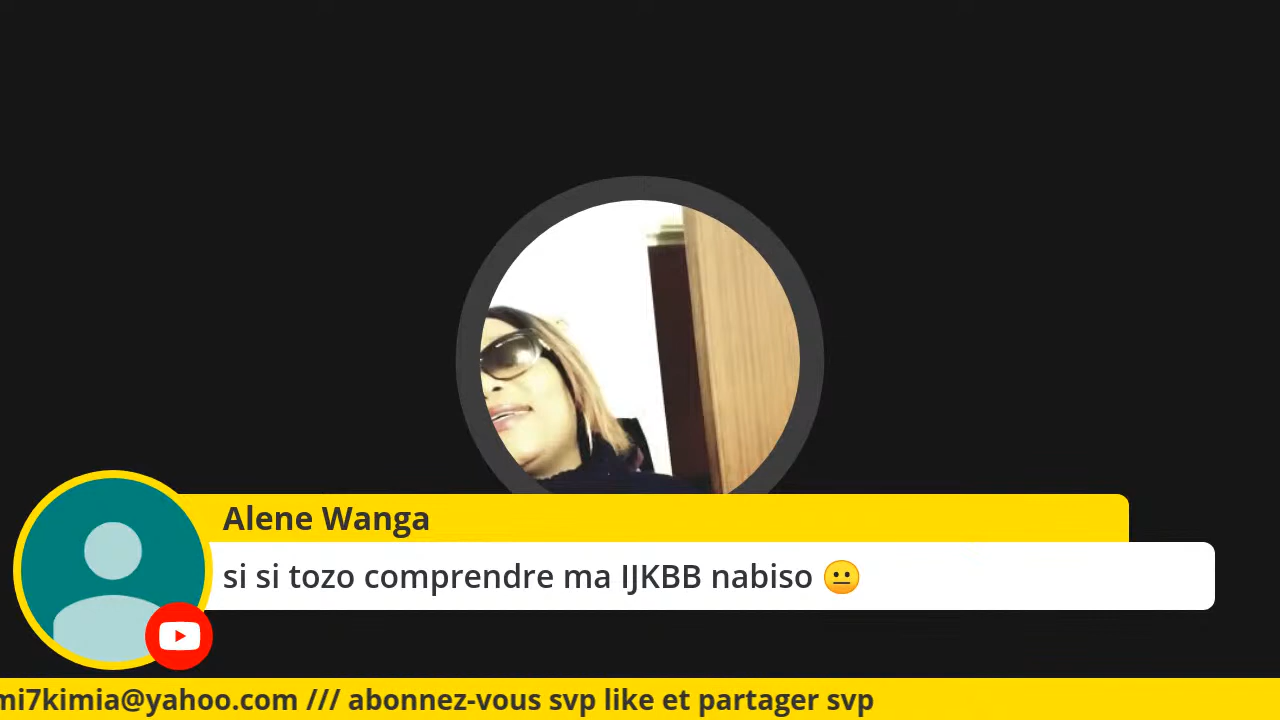 Alene Wanga
si si tozo comprendre ma IJKBB nabiso 😐
mi7kimia@yahoo.com /// abonnez-vous svp like et partager svp